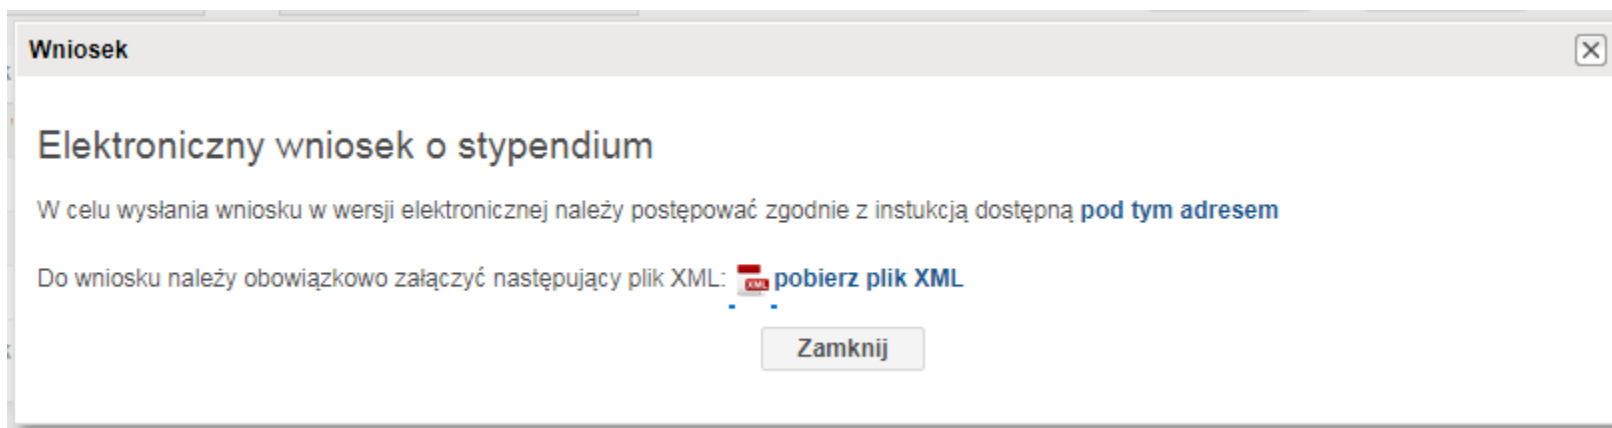 Wniosek
Elektroniczny wniosek o stypendium
W celu wysłania wniosku w wersji elektronicznej należy postępować zgodnie z instukcją dostępną pod tym adresem
Do wniosku należy obowiązkowo załączyć następujący plik XML: XML pobierz plik XML
Zamknij